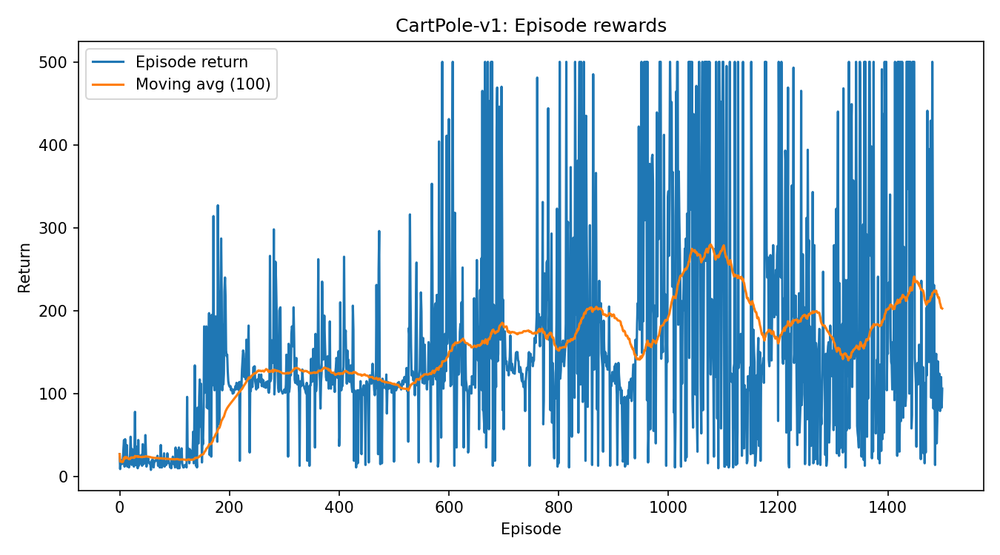 CartPole-v1: Episode rewards
Episode return
Moving avg (100)
Return
500
400
300
200
100
0
0 200 400 600 800 1000 1200 1400
Episode